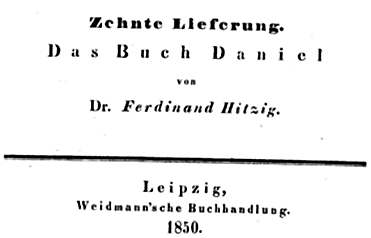 Zehnte Lieferung.
Das Buch Daniel
von
Dr. Ferdinand Hitzig.
Leipzig,
Weidmann'sche Buchhandlung.
1850.